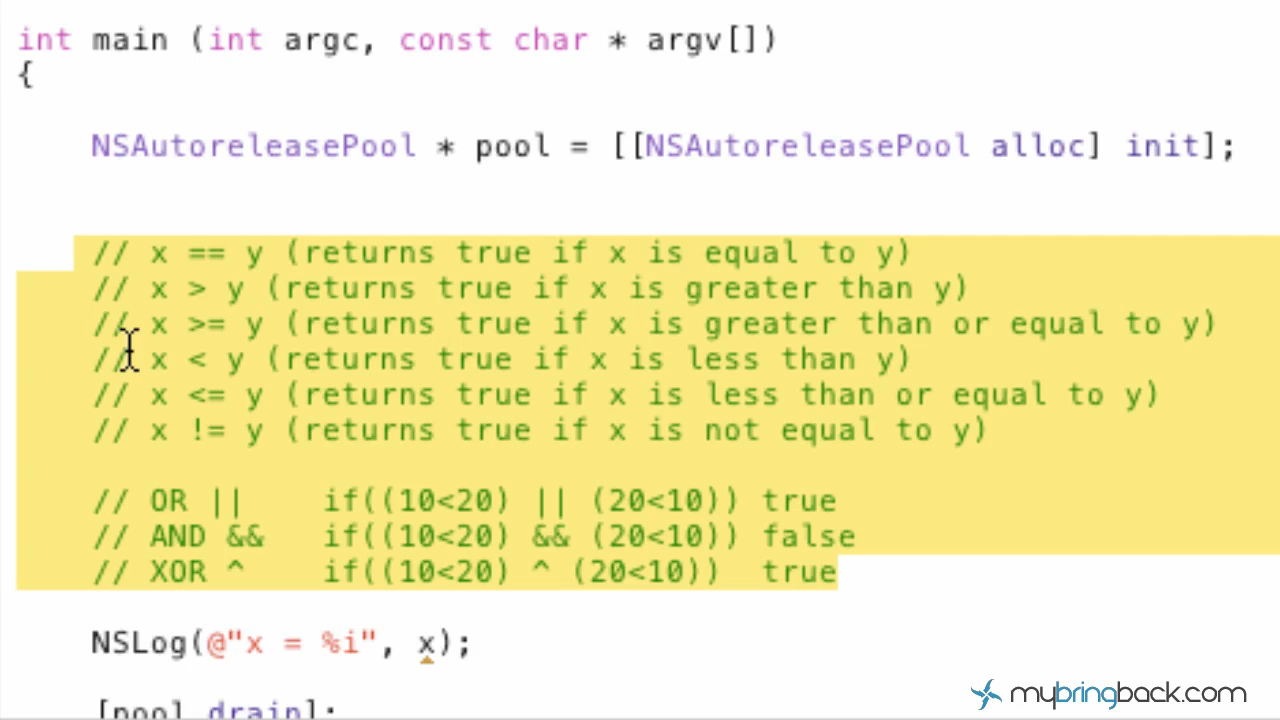 int main (int argc, const char * argv[])
{
NSAutoreleasePool * pool = [[NSAutoreleasePool alloc] init];
// x == y (returns true if x is equal to y)
// x > y (returns true if x is greater than y)
// x >= y (returns true if x is greater than or equal to y)
// x < y (returns true if x is less than y)
// x <= y (returns true if x is less than or equal to y)
// x != y (returns true if x is not equal to y)
// OR || if((10<20) || (20<10)) true
// AND && if((10<20) && (20<10)) false
// XOR ^ if((10<20) ^ (20<10)) true
NSLog(@"x = %i", x);
[pool drain];
mybringback.com